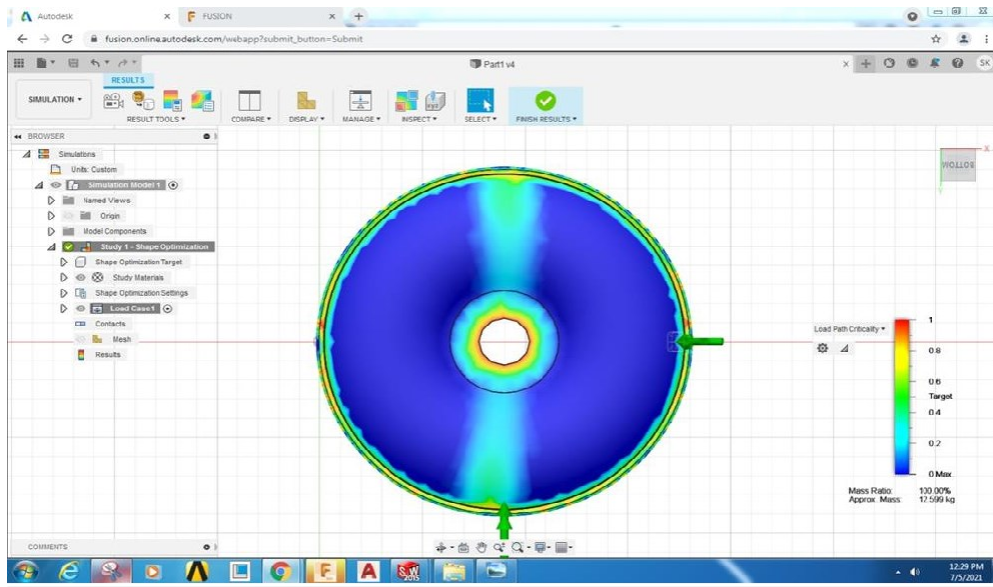 Autodesk
FUSION
fusion.online.autodesk.com/webapp?submit_button=Submit
Part1 v4
SK
RESULTS
SIMULATION
RESULT TOOLS
COMPARE
DISPLAY
MANAGE
INSPECT
SELECT
FINISH RESULTS
BROWSER
Simulations
Units: Custom
Simulation Model 1
Named Views
Origin
Model Components
Study 1 - Shape Optimization
Shape Optimization Target
Study Materials
Shape Optimization Settings
Load Case1
Contacts
Mesh
Results
BOTTOM
X
Y
Load Path Criticality
1
0.8
0.6
Target
0.4
0.2
0 Max.
Mass Ratio: 100.00%
Approx. Mass: 12.599 kg
COMMENTS
2015
12:29 PM
7/5/2021